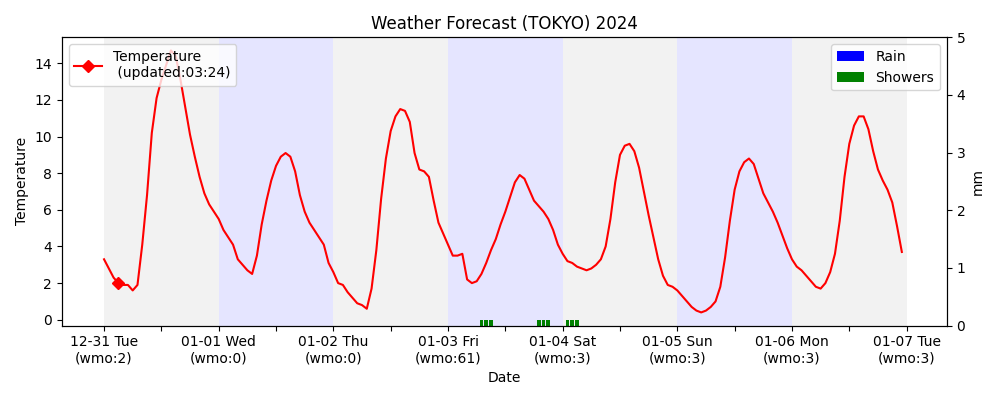 Weather Forecast (TOKYO) 2024
Temperature
(updated:03:24)
Rain
Showers
Temperature
14
12
10
8
6
4
2
0
5
4
3
2
1
0
mm
12-31 Tue
(wmo:2)
01-01 Wed
(wmo:0)
01-02 Thu
(wmo:0)
01-03 Fri
(wmo:61)
01-04 Sat
(wmo:3)
01-05 Sun
(wmo:3)
01-06 Mon
(wmo:3)
01-07 Tue
(wmo:3)
Date